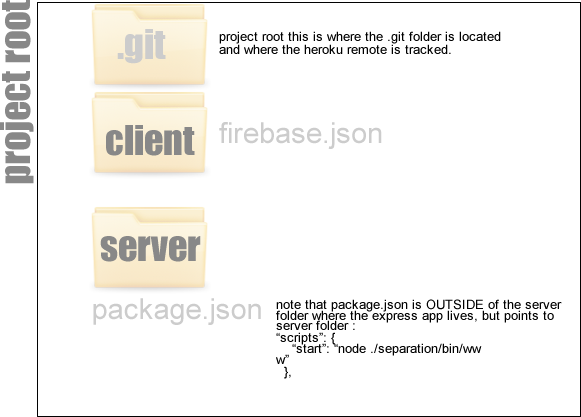 project root
.git
project root this is where the .git folder is located
and where the heroku remote is tracked.
client
firebase.json
server
package.json
note that package.json is OUTSIDE of the server
folder where the express app lives, but points to
server folder :
“scripts”: {
“start”: “node ./separation/bin/ww
w”
},